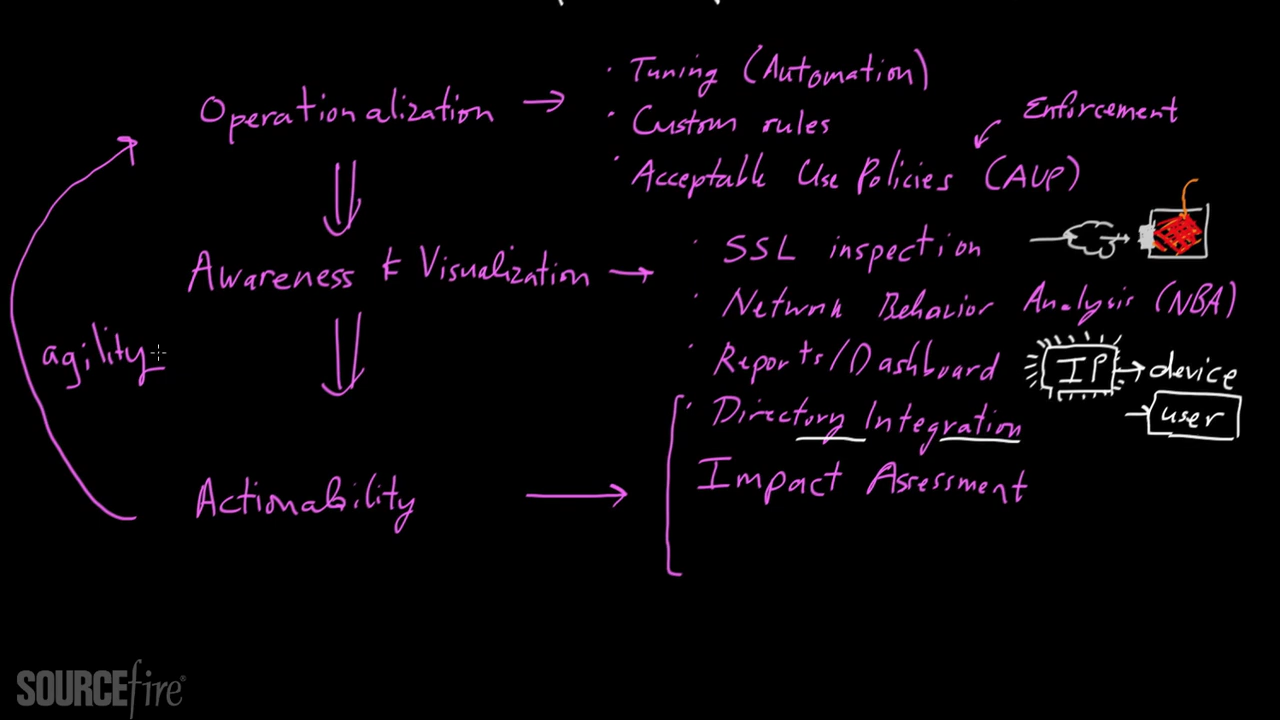 Operationalization →
· Tuning (Automation)
· Custom rules
Enforcement
· Acceptable Use Policies (AUP)
Awareness & Visualization →
· SSL inspection
· Network Behavior Analysis (NBA)
· Reports/Dashboard
IP → device
→ user
· Directory Integration
agility
Actionability →
Impact Assessment
SOURCEfire®